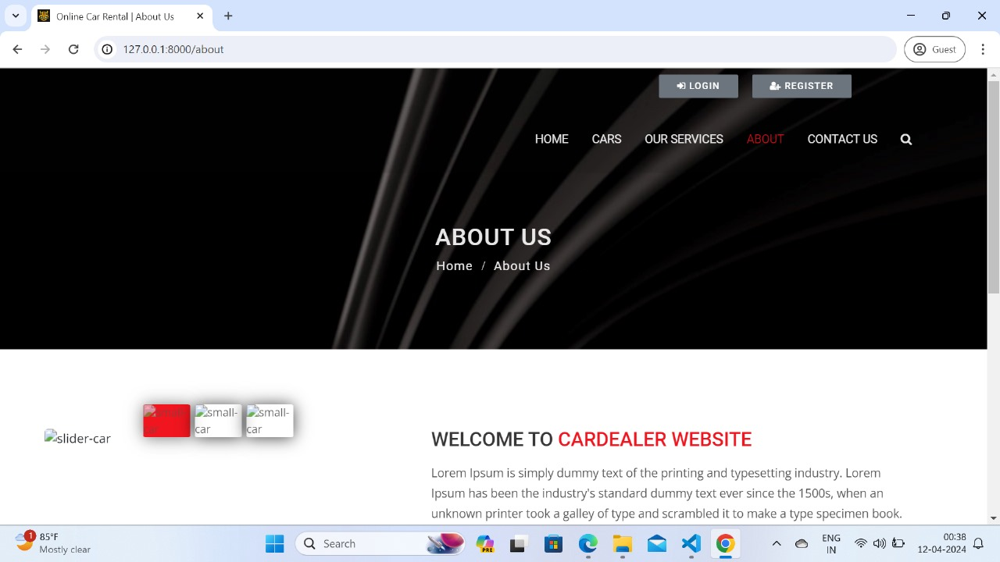 Online Car Rental | About Us
127.0.0.1:8000/about
Guest
LOGIN
REGISTER
HOME
CARS
OUR SERVICES
ABOUT
CONTACT US
ABOUT US
Home / About Us
slider-car
small-
car
small-
car
small-
car
WELCOME TO CARDEALER WEBSITE
Lorem Ipsum is simply dummy text of the printing and typesetting industry. Lorem
Ipsum has been the industry's standard dummy text ever since the 1500s, when an
unknown printer took a galley of type and scrambled it to make a type specimen book.
1
85°F
Mostly clear
Search
PRE
ENG
IN
00:38
12-04-2024